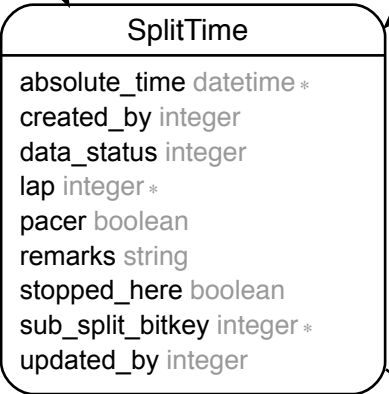 SplitTime
absolute_time datetime *
created_by integer
data_status integer
lap integer *
pacer boolean
remarks string
stopped_here boolean
sub_split_bitkey integer *
updated_by integer